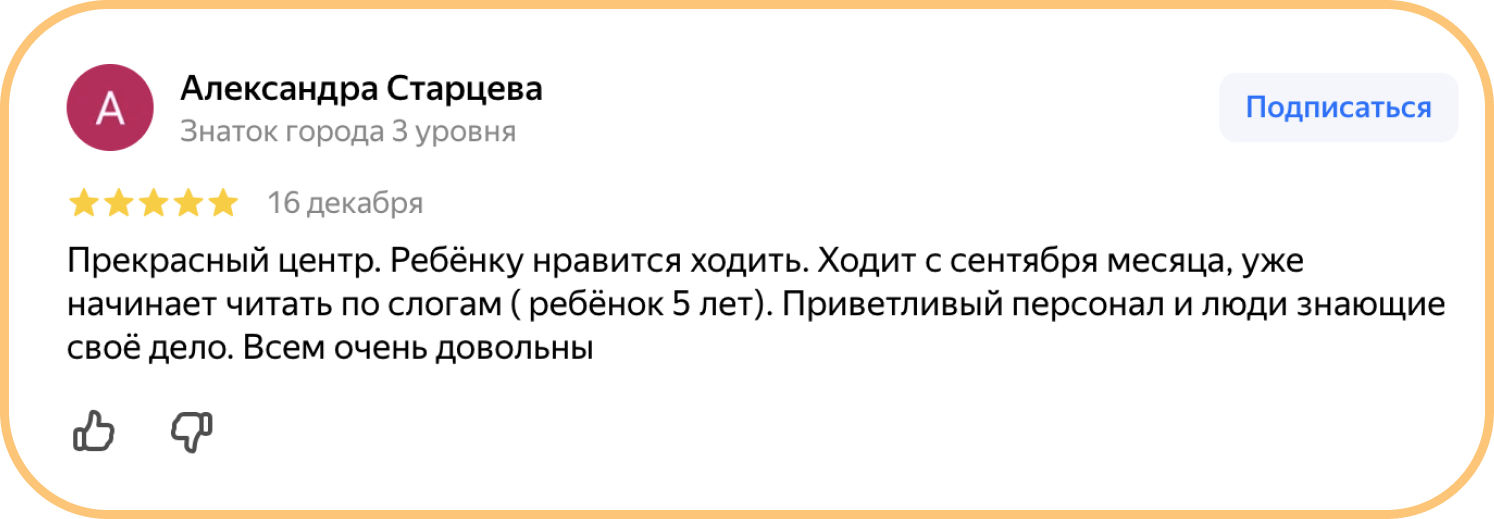 А
Александра Старцева
Знаток города 3 уровня
Подписаться
16 декабря
Прекрасный центр. Ребёнку нравится ходить. Ходит с сентября месяца, уже
начинает читать по слогам ( ребёнок 5 лет). Приветливый персонал и люди знающие
своё дело. Всем очень довольны